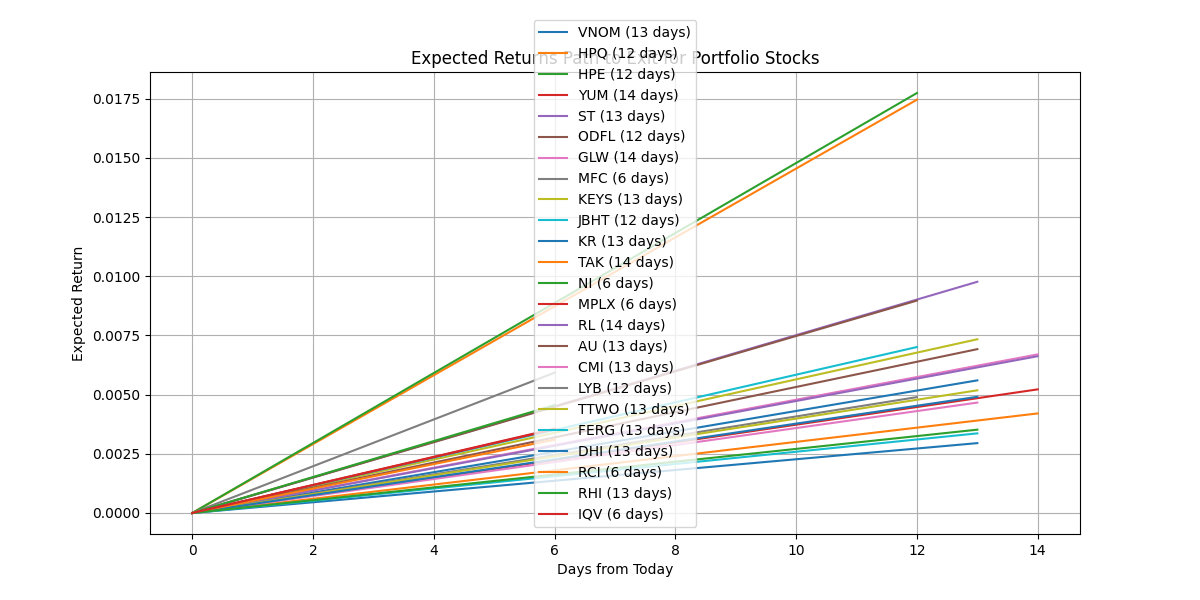 Expected Returns Path to Exit for Portfolio Stocks
VNOM (13 days)
HPQ (12 days)
HPE (12 days)
YUM (14 days)
ST (13 days)
ODFL (12 days)
GLW (14 days)
MFC (6 days)
KEYS (13 days)
JBHT (12 days)
KR (13 days)
TAK (14 days)
NI (6 days)
MPLX (6 days)
RL (14 days)
AU (13 days)
CMI (13 days)
LYB (12 days)
TTWO (13 days)
FERG (13 days)
DHI (13 days)
RCI (6 days)
RHI (13 days)
IQV (6 days)
Expected Return
0.0175
0.0150
0.0125
0.0100
0.0075
0.0050
0.0025
0.0000
0 2 4 6 8 10 12 14
Days from Today